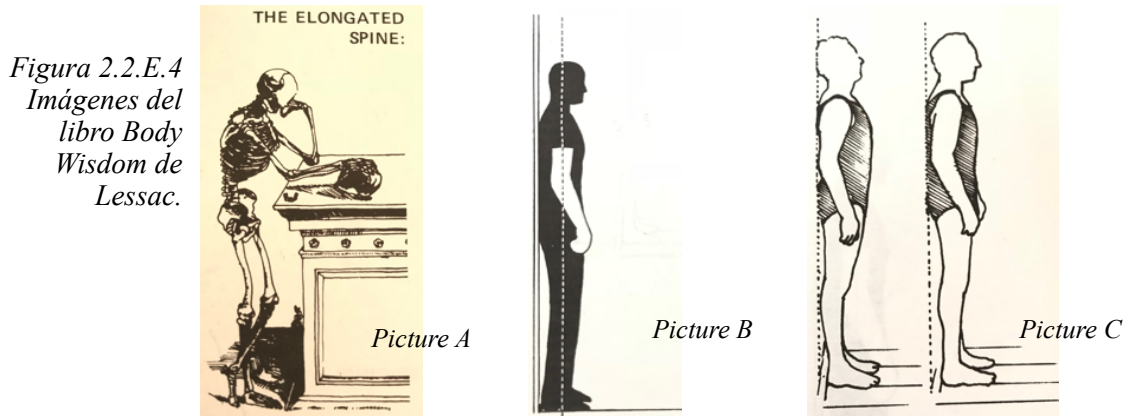 Figura 2.2.E.4
Imágenes del
libro Body
Wisdom de
Lessac.
THE ELONGATED
SPINE:
Picture A
Picture B
Picture C